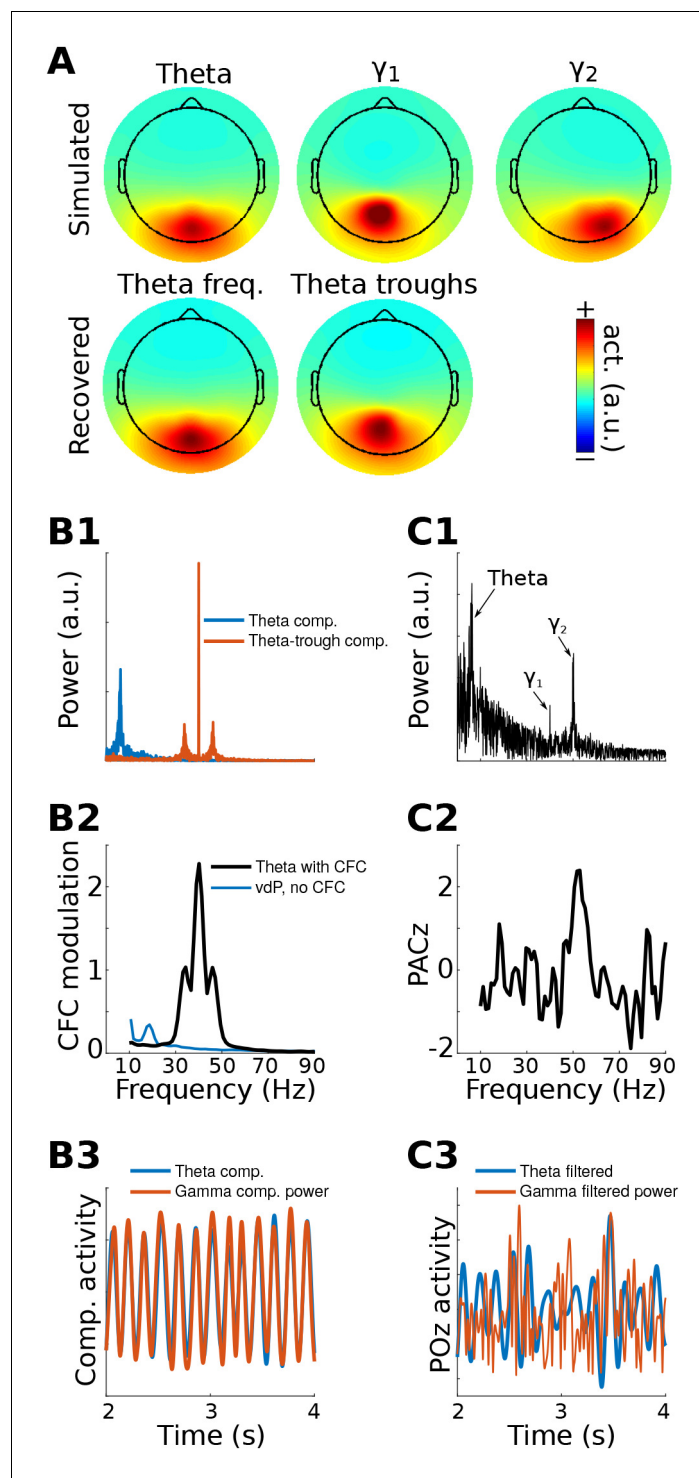 A
Theta γ1 γ2
Simulated
Theta freq. Theta troughs
Recovered
+
act. (a.u.)
−
B1
Power (a.u.)
Theta comp.
Theta-trough comp.
C1
Power (a.u.)
Theta
γ1
γ2
B2
CFC modulation
2
1
0
Theta with CFC
vdP, no CFC
10 30 50 70 90
Frequency (Hz)
C2
PACz
2
0
-2
10 30 50 70 90
Frequency (Hz)
B3
Theta comp.
Gamma comp. power
Comp. activity
2 3 4
Time (s)
C3
Theta filtered
Gamma filtered power
POz activity
2 3 4
Time (s)